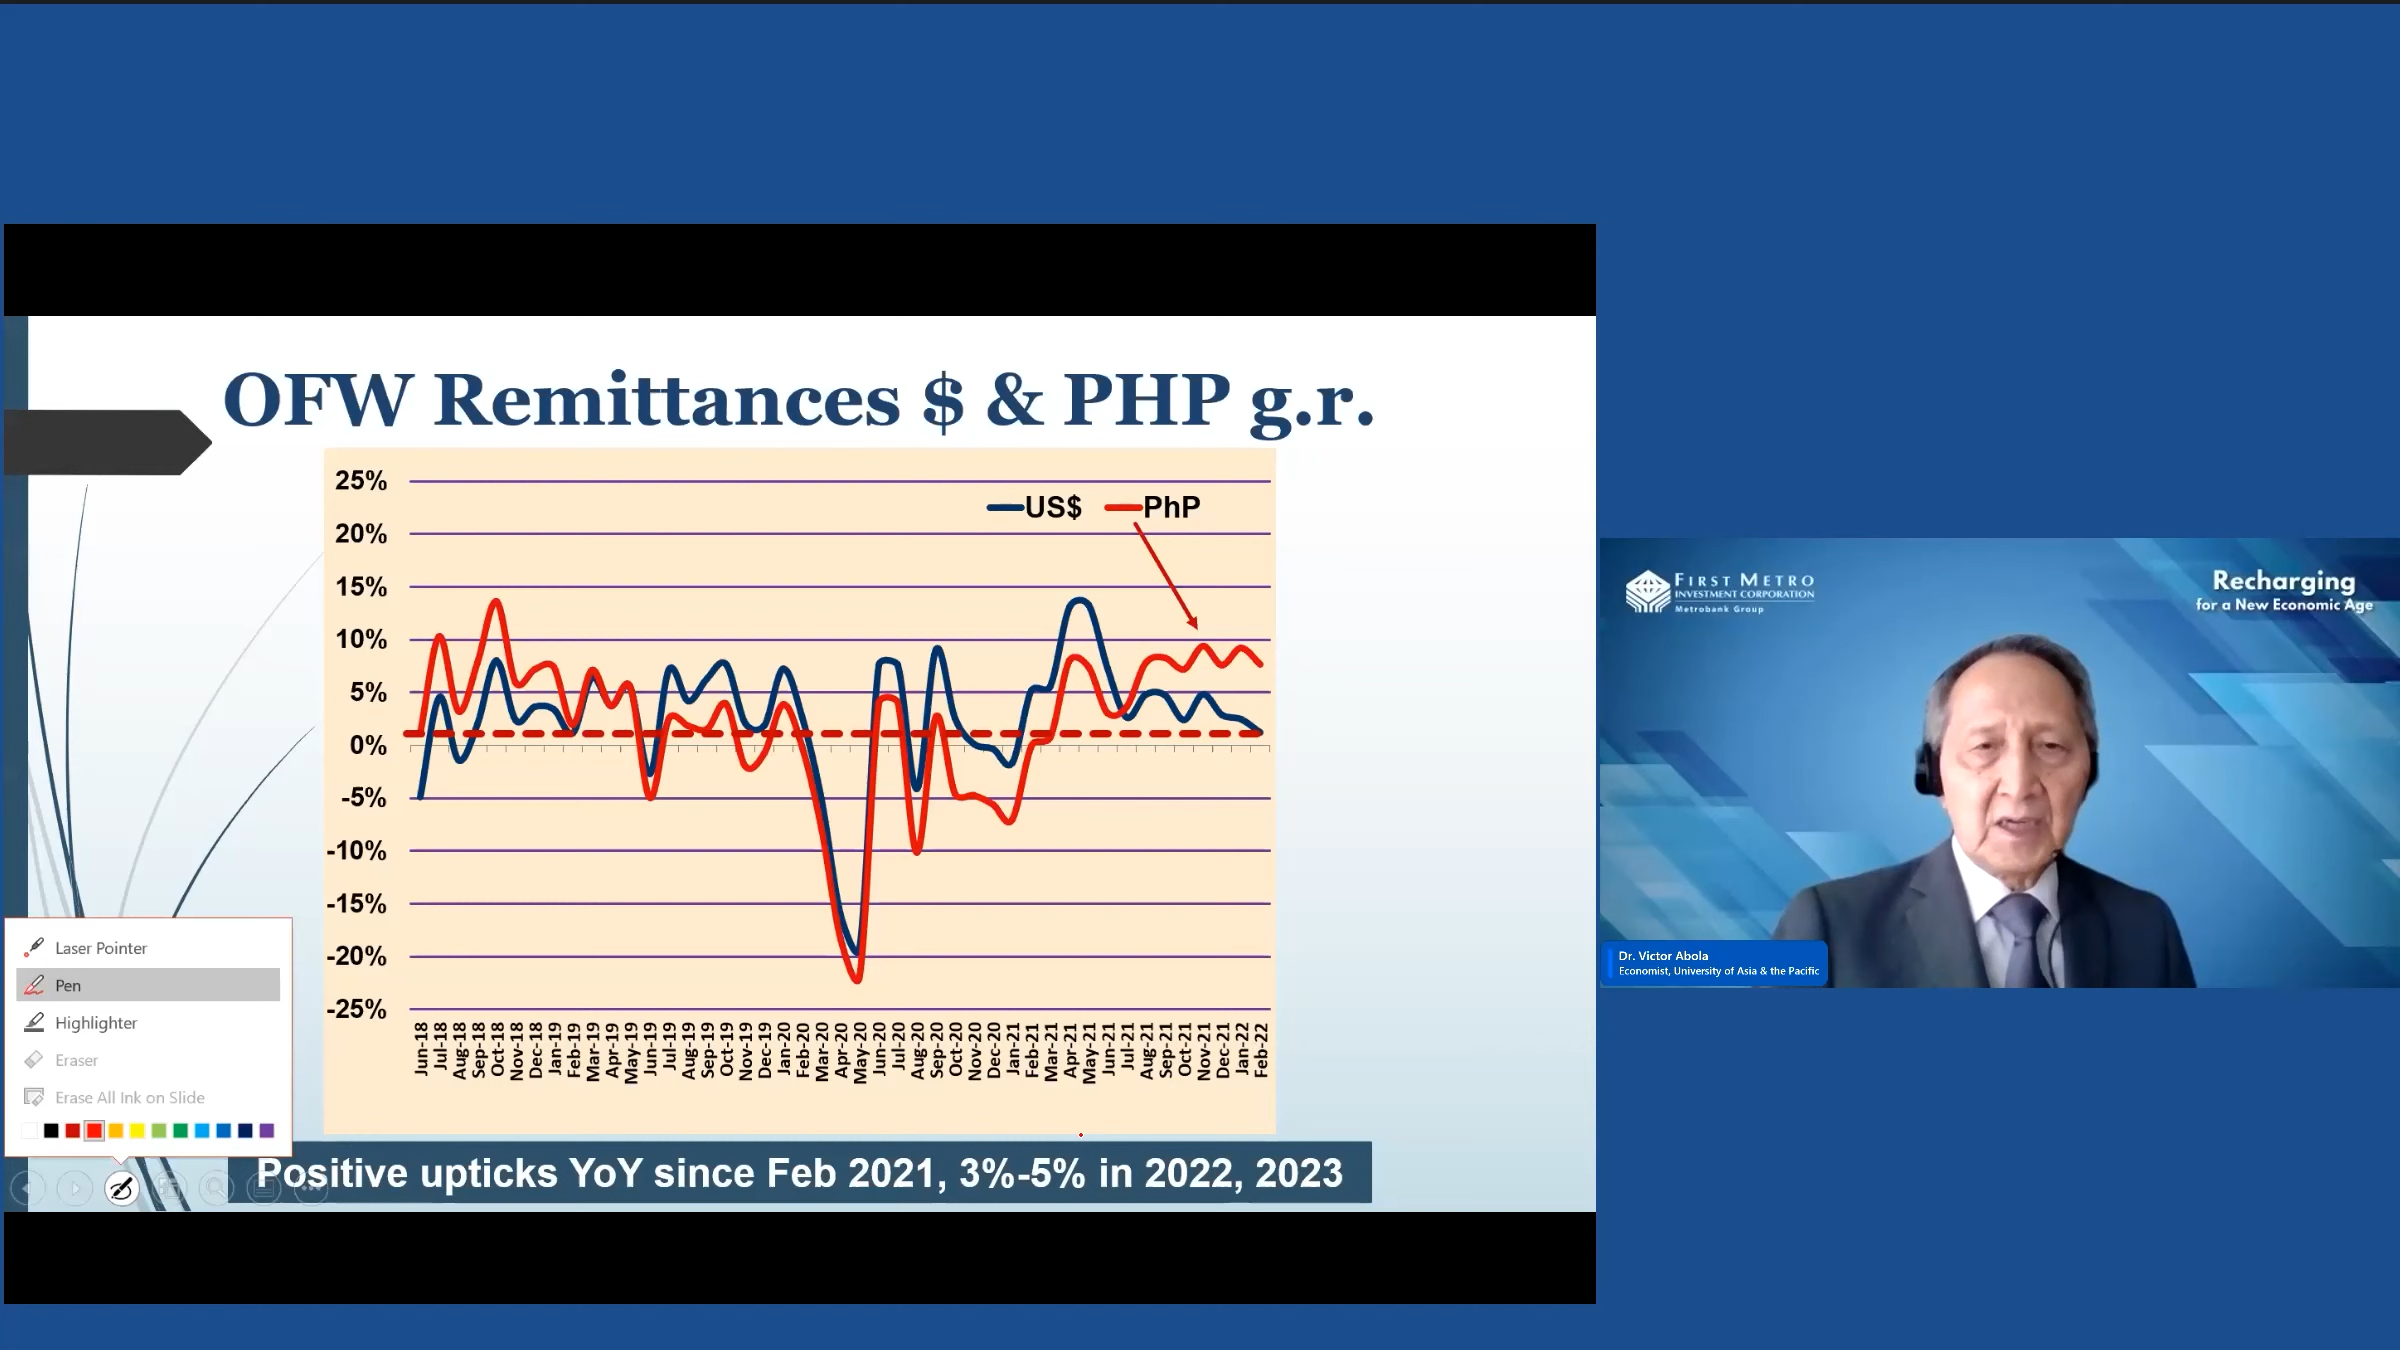 OFW Remittances $ & PHP g.r.
25%
20%
15%
10%
5%
0%
-5%
-10%
-15%
-20%
-25%
US$ PhP
Jun-18
Jul-18
Aug-18
Sep-18
Oct-18
Nov-18
Dec-18
Jan-19
Feb-19
Mar-19
Apr-19
May-19
Jun-19
Jul-19
Aug-19
Sep-19
Oct-19
Nov-19
Dec-19
Jan-20
Feb-20
Mar-20
Apr-20
May-20
Jun-20
Jul-20
Aug-20
Sep-20
Oct-20
Nov-20
Dec-20
Jan-21
Feb-21
Mar-21
Apr-21
May-21
Jun-21
Jul-21
Aug-21
Sep-21
Oct-21
Nov-21
Dec-21
Jan-22
Feb-22
Positive upticks YoY since Feb 2021, 3%-5% in 2022, 2023
Laser Pointer
Pen
Highlighter
Eraser
Erase All Ink on Slide
FIRST METRO
INVESTMENT CORPORATION
Metrobank Group
Recharging
for a New Economic Age
Dr. Victor Abola
Economist, University of Asia & the Pacific